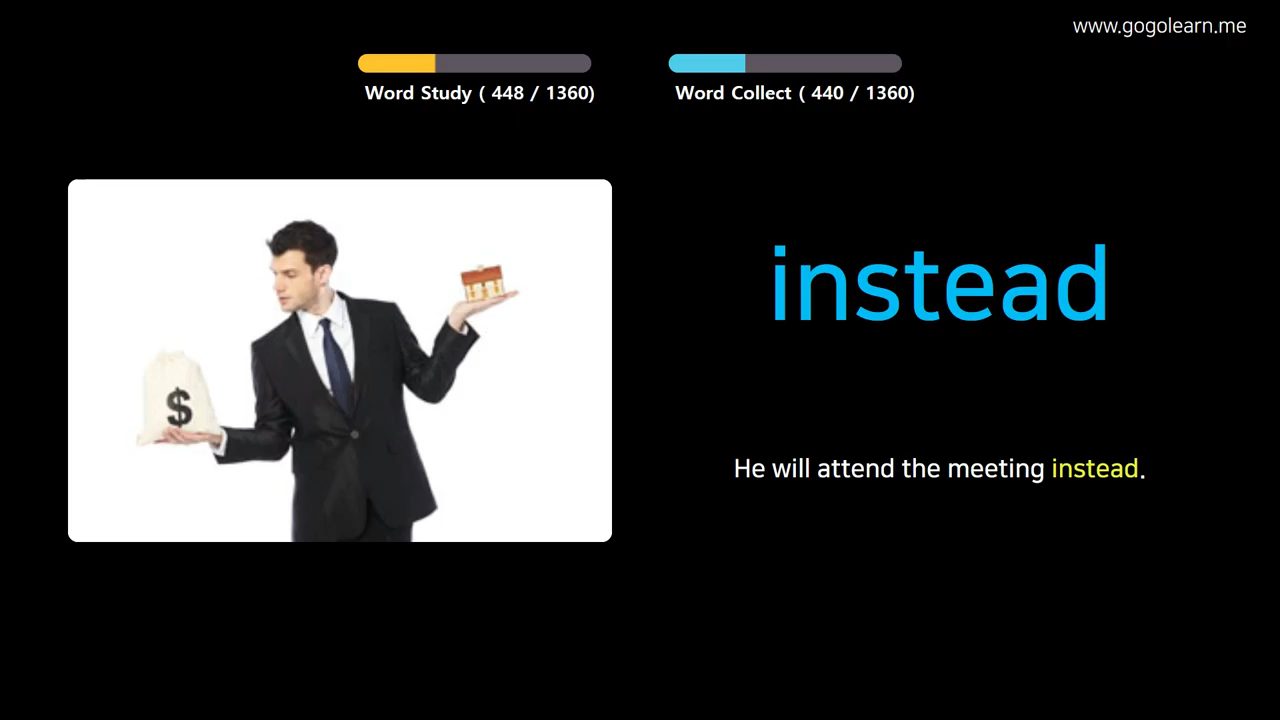 www.gogolearn.me
Word Study ( 448 / 1360)
Word Collect ( 440 / 1360)
$
instead
He will attend the meeting instead.